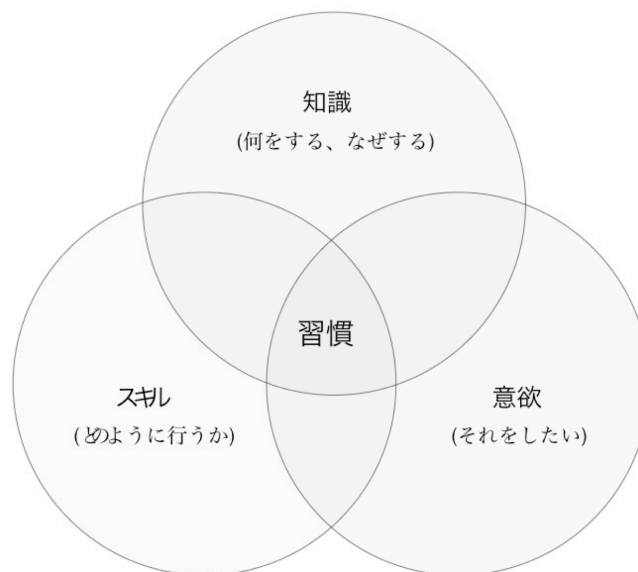 知識
(何をする、なぜする)
習慣
スキル
(どのように行うか)
意欲
(それをしたい)